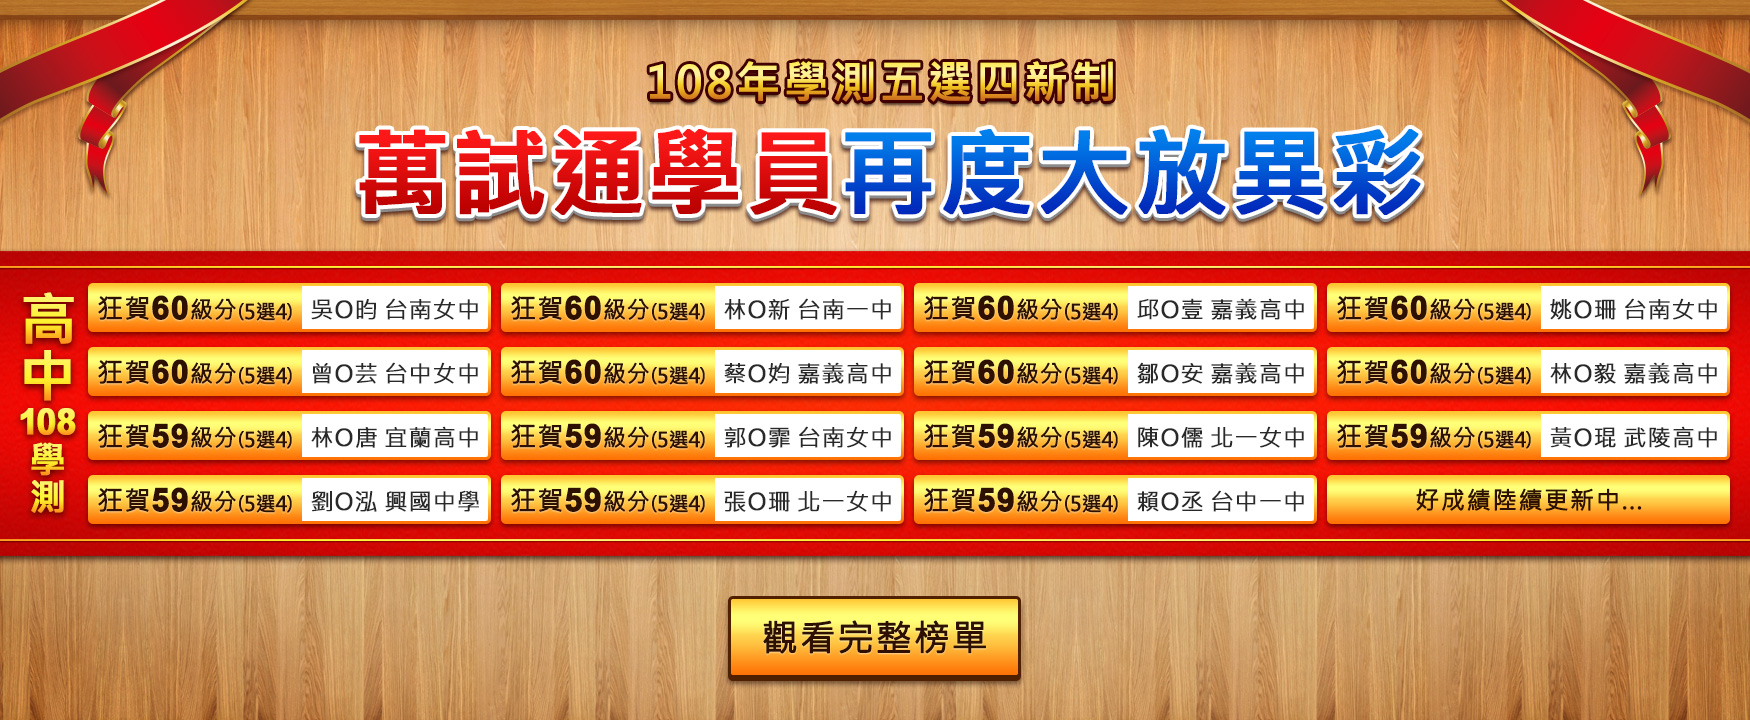 108年學測五選四新制
萬試通學員再度大放異彩
高中108學測
狂賀60級分(5選4) 吳O昀 台南女中
狂賀60級分(5選4) 林O新 台南一中
狂賀60級分(5選4) 邱O壹 嘉義高中
狂賀60級分(5選4) 姚O珊 台南女中
狂賀60級分(5選4) 曾O芸 台中女中
狂賀60級分(5選4) 蔡O妁 嘉義高中
狂賀60級分(5選4) 鄒O安 嘉義高中
狂賀60級分(5選4) 林O毅 嘉義高中
狂賀59級分(5選4) 林O唐 宜蘭高中
狂賀59級分(5選4) 郭O霏 台南女中
狂賀59級分(5選4) 陳O儒 北一女中
狂賀59級分(5選4) 黃O琨 武陵高中
狂賀59級分(5選4) 劉O泓 興國中學
狂賀59級分(5選4) 張O珊 北一女中
狂賀59級分(5選4) 賴O丞 台中一中
好成績陸續更新中...
觀看完整榜單